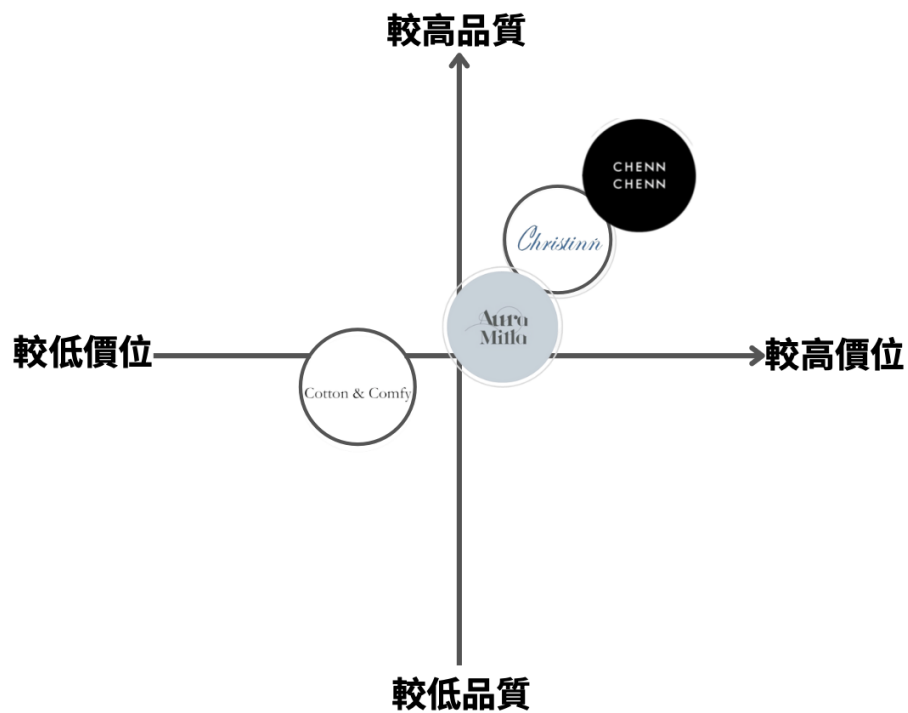 較高品質
CHENN
CHENN
Christinn
Aura
Mitla
較低價位
較高價位
Cotton & Comfy
較低品質